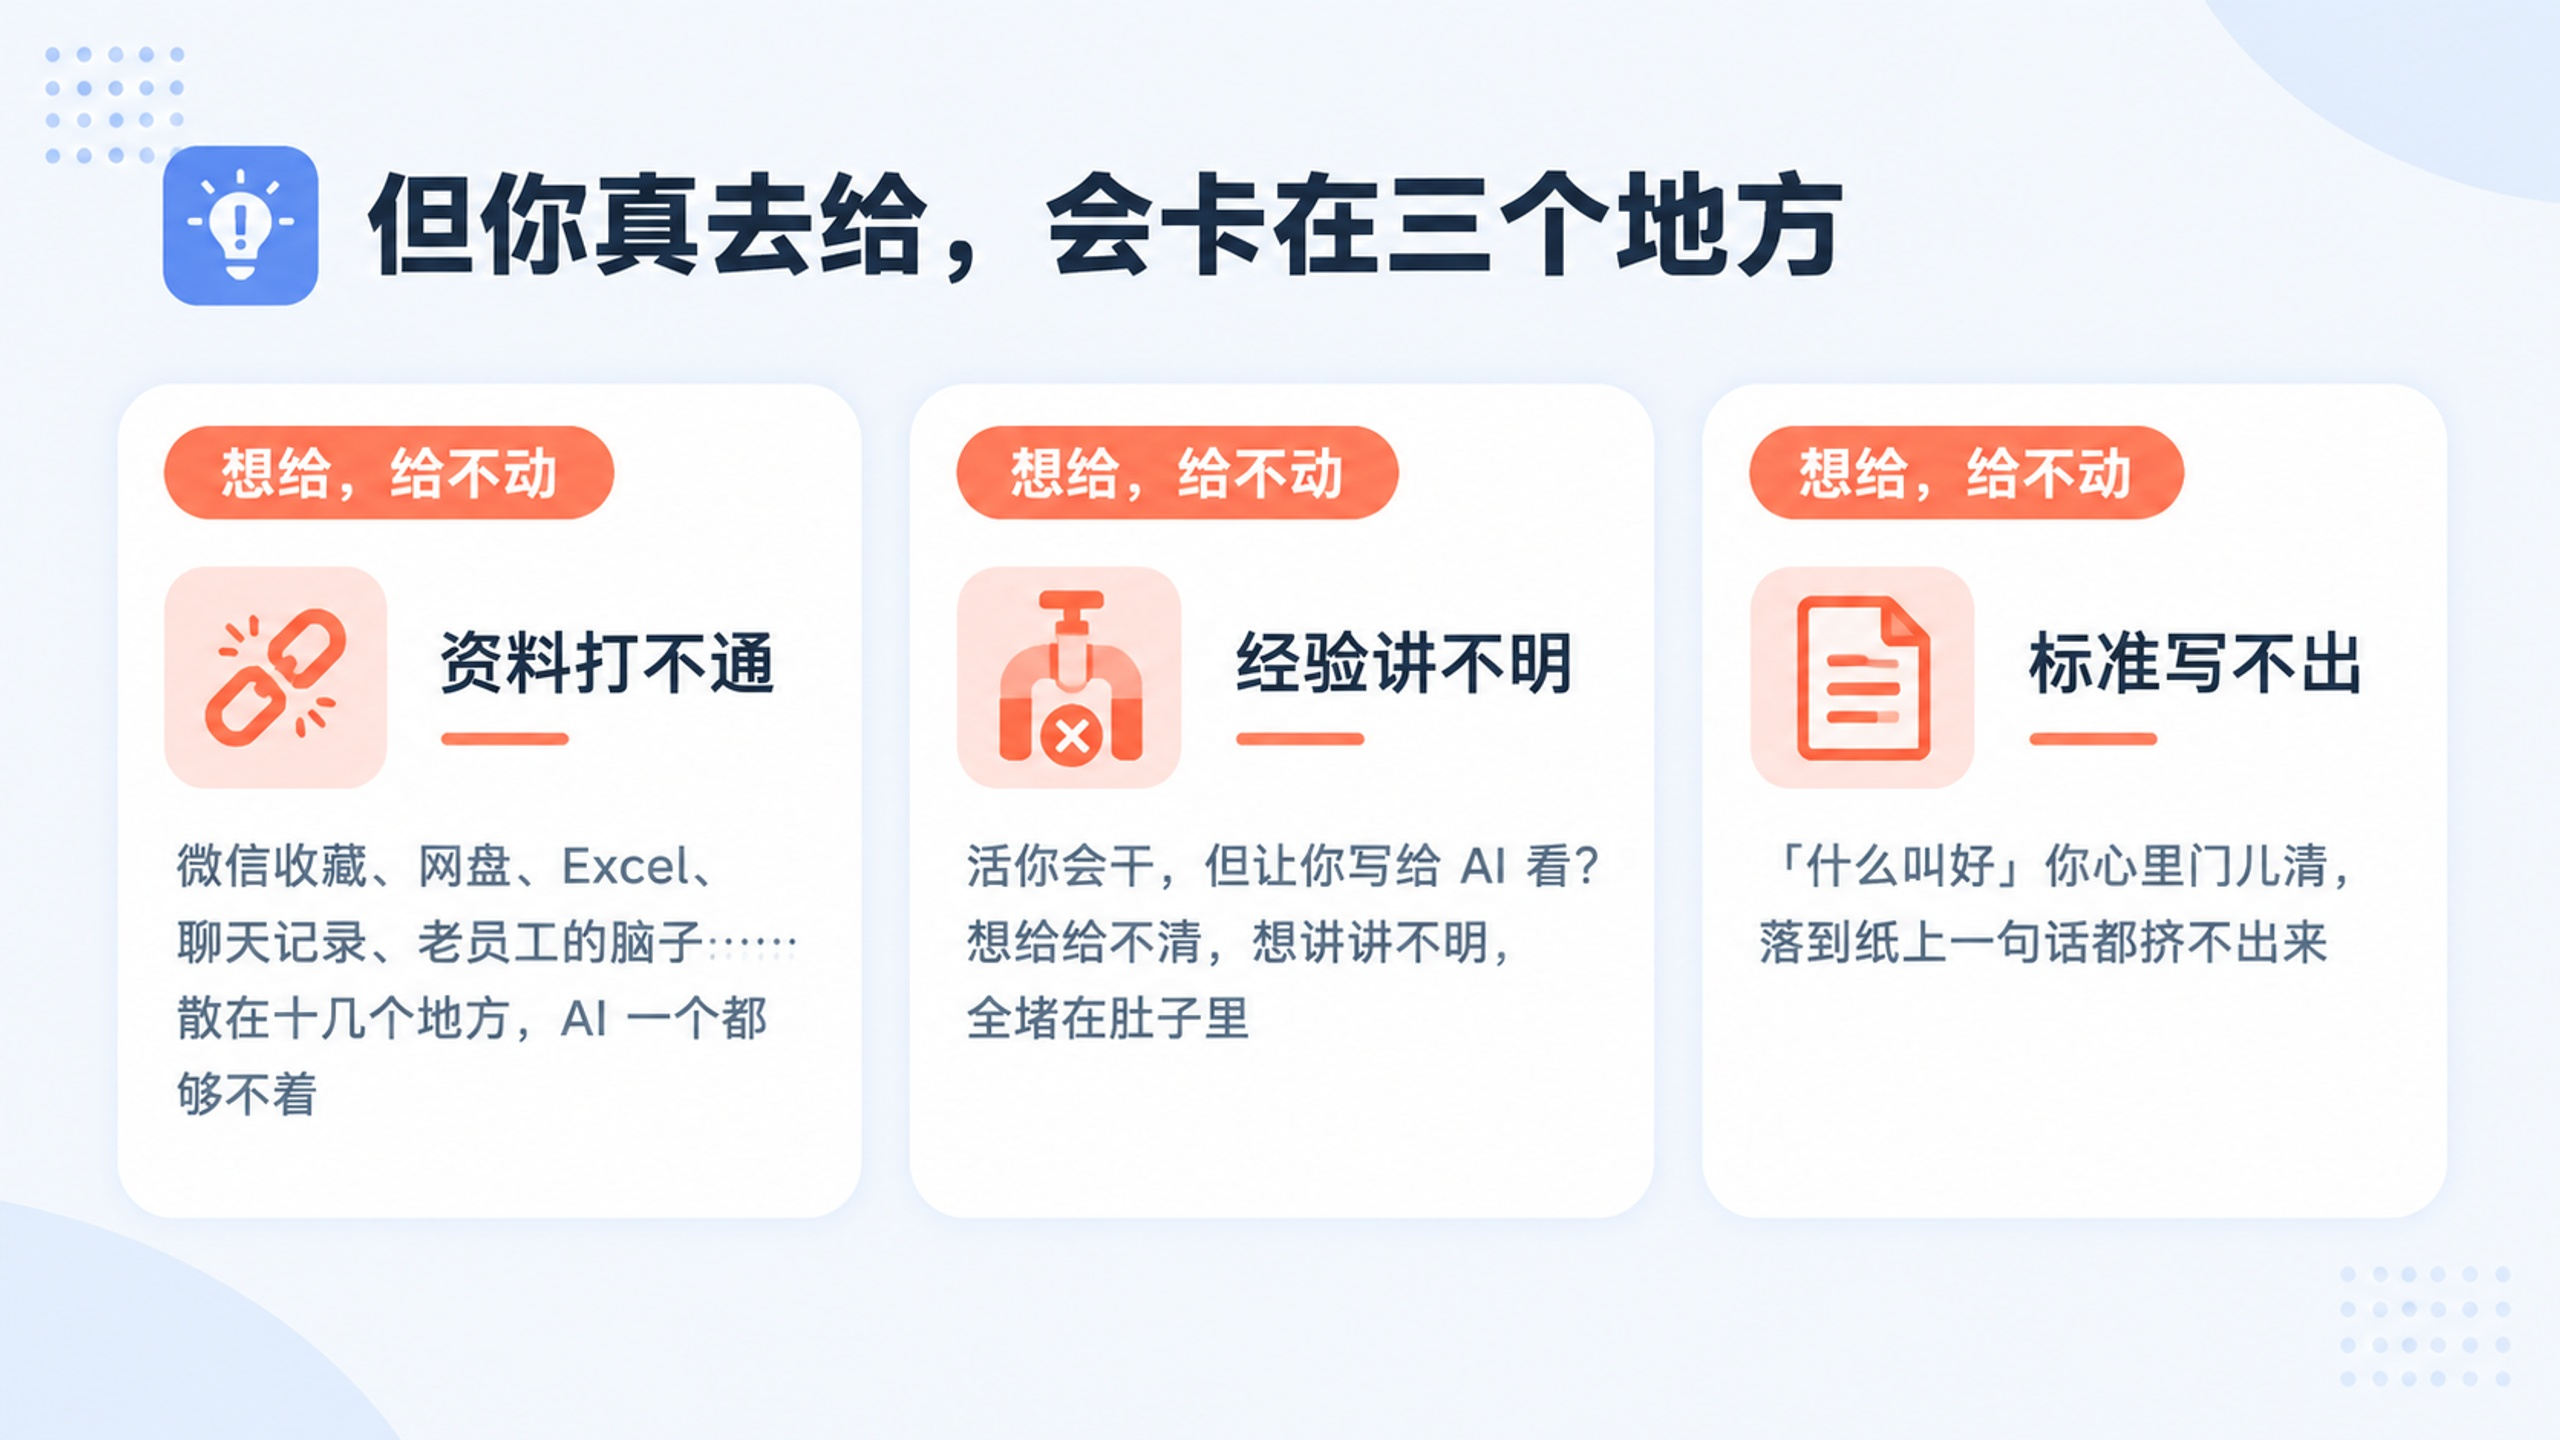 但你真去给，会卡在三个地方
想给，给不动
资料打不通
微信收藏、网盘、Excel、
聊天记录、老员工的脑子……
散在十几个地方，AI 一个都
够不着
想给，给不动
经验讲不明
活你会干，但让你写给 AI 看？
想给给不清，想讲讲不明，
全堵在肚子里
想给，给不动
标准写不出
「什么叫好」你心里门儿清，
落到纸上一句话都挤不出来